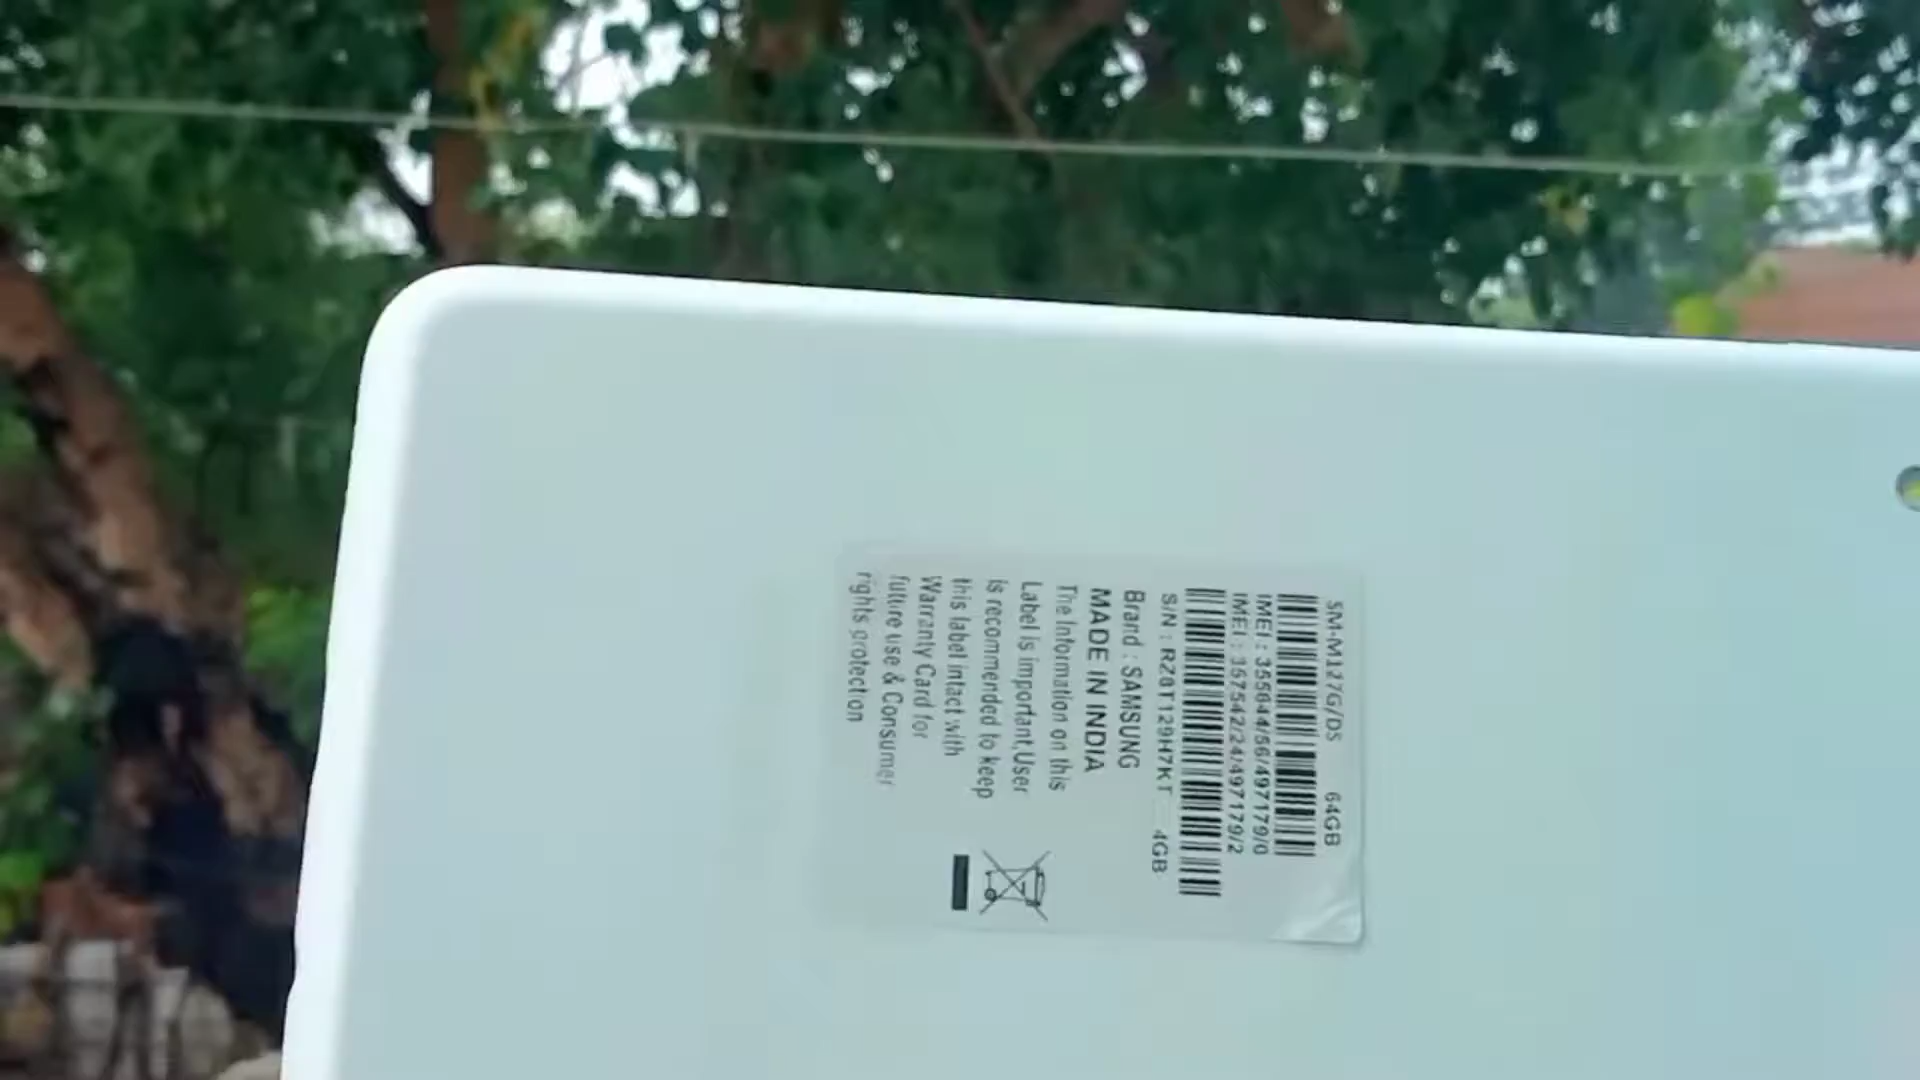 SM-M127G/DS 64GB
IMEI : 355644/56/497179/0
IMEI : 357542/24/497179/2
S/N : RZ8T129H7KT 4GB
Brand : SAMSUNG
MADE IN INDIA
The Information on this
Label is important,User
is recommended to keep
this label intact with
Warranty Card for
future use & Consumer
rights protection